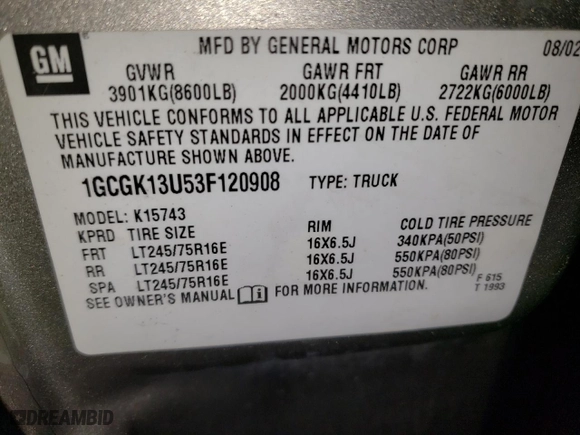 GM
MFD BY GENERAL MOTORS CORP 08/02
GVWR GAWR FRT GAWR RR
3901KG(8600LB) 2000KG(4410LB) 2722KG(6000LB)
THIS VEHICLE CONFORMS TO ALL APPLICABLE U.S. FEDERAL MOTOR
VEHICLE SAFETY STANDARDS IN EFFECT ON THE DATE OF
MANUFACTURE SHOWN ABOVE.
1GCGK13U53F120908 TYPE: TRUCK
MODEL: K15743
KPRD TIRE SIZE RIM COLD TIRE PRESSURE
FRT LT245/75R16E 16X6.5J 340KPA(50PSI)
RR LT245/75R16E 16X6.5J 550KPA(80PSI)
SPA LT245/75R16E 16X6.5J 550KPA(80PSI)
SEE OWNER'S MANUAL FOR MORE INFORMATION.
F 615
T 1993
DREAMBID